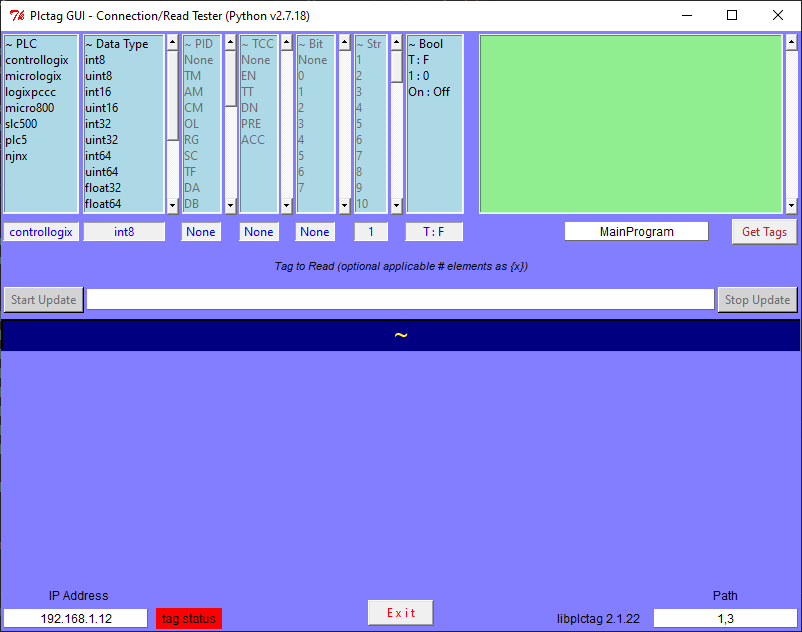 Plctag GUI - Connection/Read Tester (Python v2.7.18)
~ PLC
controllogix
micrologix
logixpccc
micro800
slc500
plc5
njnx
~ Data Type
int8
uint8
int16
uint16
int32
uint32
int64
uint64
float32
float64
~ PID
None
TM
AM
CM
OL
RG
SC
TF
DA
DB
~ TCC
None
EN
TT
DN
PRE
ACC
~ Bit
None
0
1
2
3
4
5
6
7
~ Str
1
2
3
4
5
6
7
8
9
10
~ Bool
T : F
1 : 0
On : Off
controllogix int8 None None None 1 T : F MainProgram Get Tags
Tag to Read (optional applicable # elements as {x})
Start Update Stop Update
~
IP Address Path
192.168.1.12 tag status Exit libplctag 2.1.22 1,3